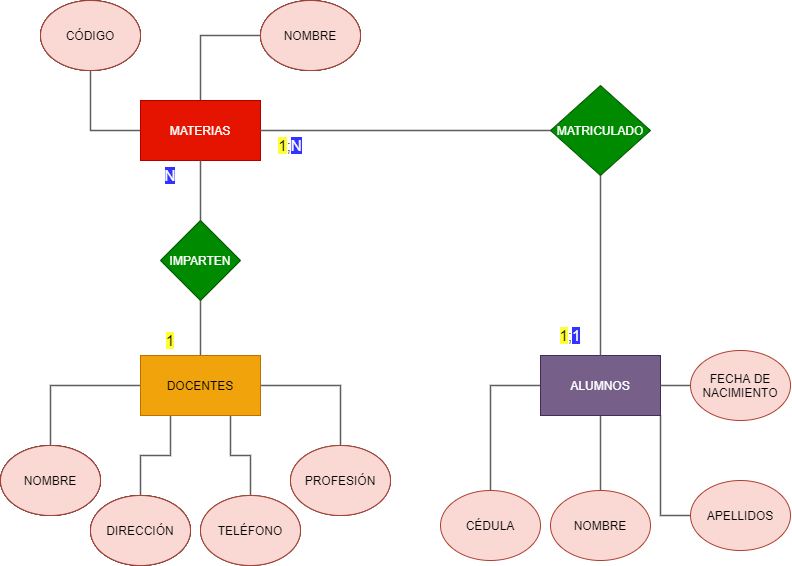 CÓDIGO
NOMBRE
MATERIAS
MATRICULADO
1;N
N
IMPARTEN
1
1;1
DOCENTES
ALUMNOS
FECHA DE
NACIMIENTO
NOMBRE
PROFESIÓN
DIRECCIÓN
TELÉFONO
CÉDULA
NOMBRE
APELLIDOS